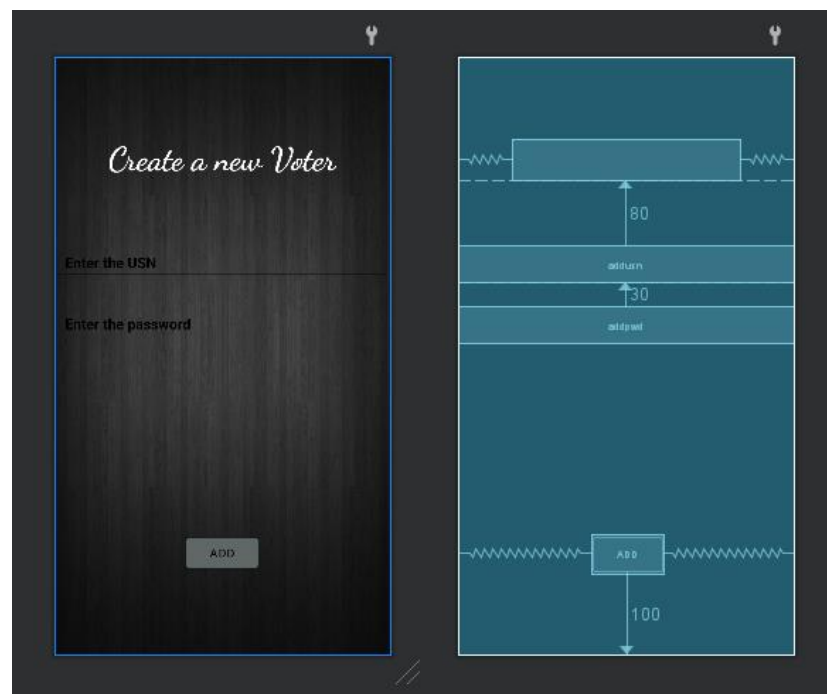 Create a new Voter
Enter the USN
Enter the password
ADD
80
addusn
30
addpwd
ADD
100